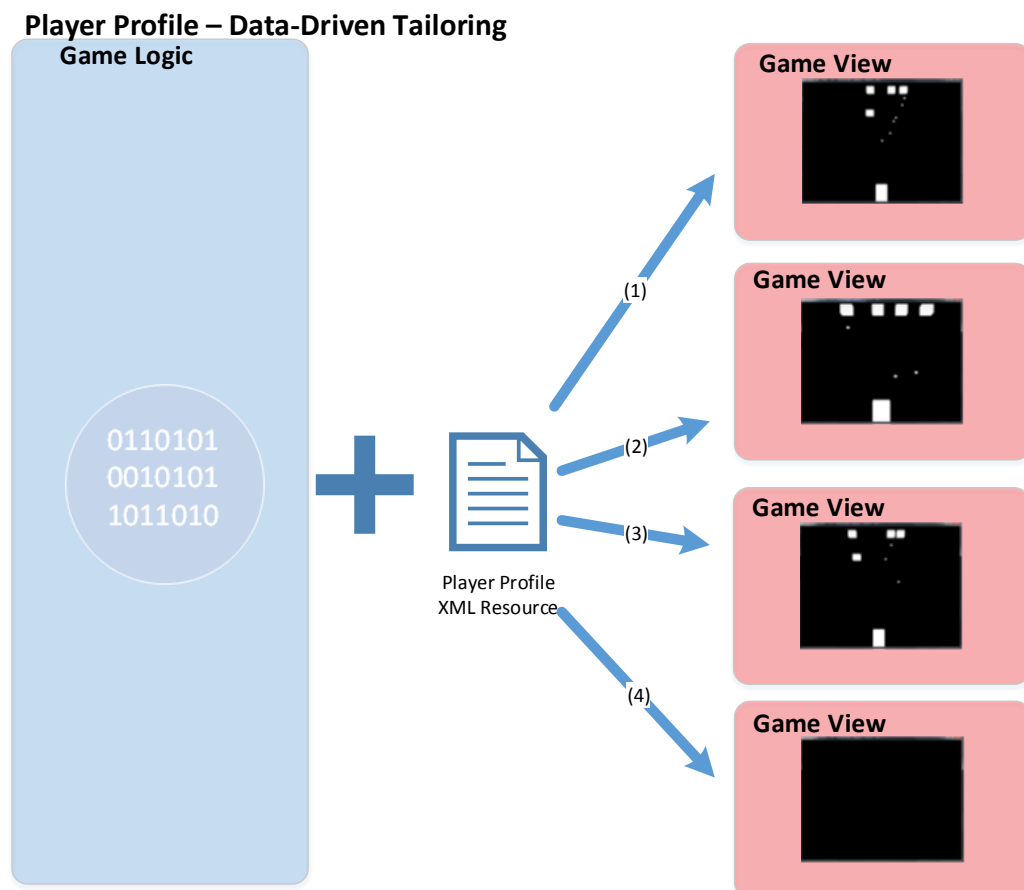 Player Profile – Data-Driven Tailoring
Game Logic
0110101
0010101
1011010
Player Profile
XML Resource
(1)
(2)
(3)
(4)
Game View
Game View
Game View
Game View